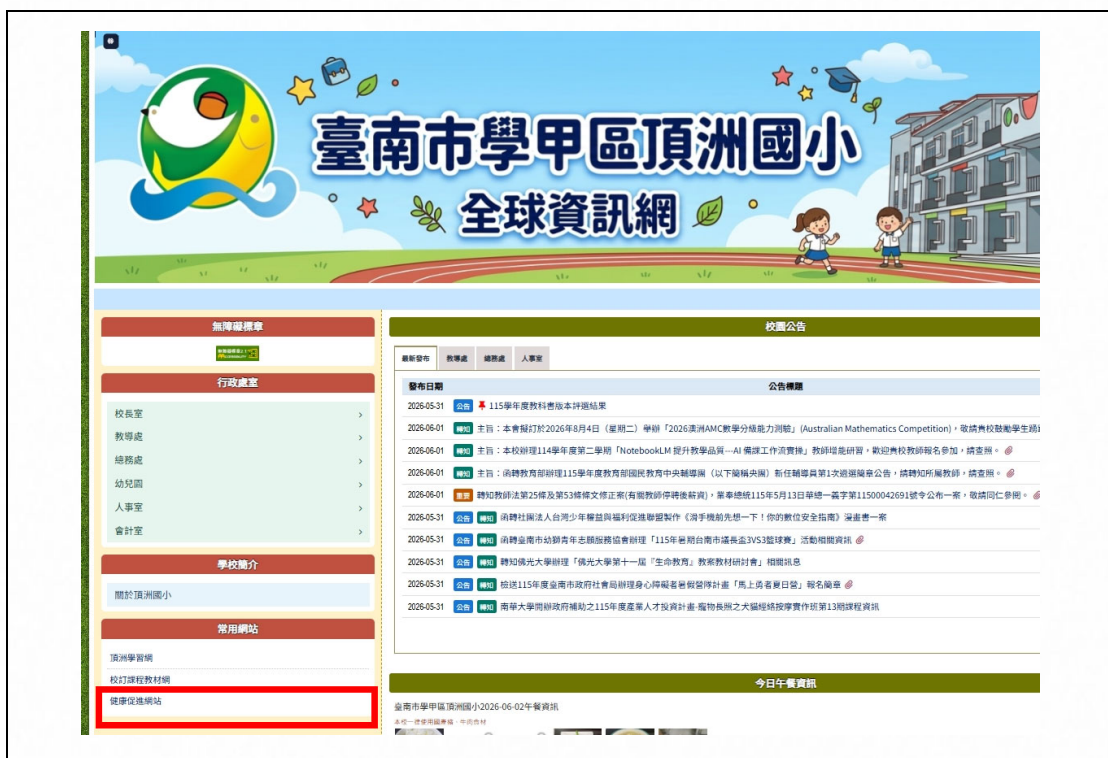 臺南市學甲區頂洲國小
全球資訊網
無障礙標章
行政處室
校長室
教導處
總務處
幼兒園
人事室
會計室
學校簡介
關於頂洲國小
常用網站
頂洲學習網
校訂課程教材網
健康促進網站
校園公告
最新發布 教導處 總務處 人事室
發布日期 公告標題
2026-05-31 公告 115學年度教科書版本評選結果
2026-06-01 轉知 主旨：本會擬訂於2026年8月4日（星期二）舉辦「2026澳洲AMC數學分級能力測驗」(Australian Mathematics Competition)，敬請貴校鼓勵學生踴
2026-06-01 轉知 主旨：本校辦理114學年度第二學期「NotebookLM 提升教學品質---AI 備課工作流實操」教師增能研習，歡迎貴校教師報名參加，請查照。
2026-06-01 轉知 主旨：函轉教育部辦理115學年度教育部國民教育中央輔導團（以下簡稱央團）新任輔導員第1次遴選簡章公告，請轉知所屬教師，請查照。
2026-06-01 重要 轉知教師法第25條及第53條條文修正案(有關教師停聘後薪資)，業奉總統115年5月13日華總一義字第11500042691號令公布一案，敬請同仁參閱。
2026-05-31 公告 轉知 函轉社團法人台灣少年權益與福利促進聯盟製作《滑手機前先想一下！你的數位安全指南》漫畫書一案
2026-05-31 公告 轉知 函轉臺南市幼獅青年志願服務協會辦理「115年暑期台南市議長盃3VS3籃球賽」活動相關資訊
2026-05-31 公告 轉知 轉知佛光大學辦理「佛光大學第十一屆『生命教育』教案教材研討會」相關訊息
2026-05-31 公告 轉知 檢送115年度臺南市政府社會局辦理身心障礙者暑假營隊計畫「馬上勇者夏日營」報名簡章
2026-05-31 公告 轉知 南華大學開辦政府補助之115年度產業人才投資計畫-寵物長照之犬貓經絡按摩實作班第13期課程資訊
今日午餐資訊
臺南市學甲區頂洲國小2026-06-02午餐資訊